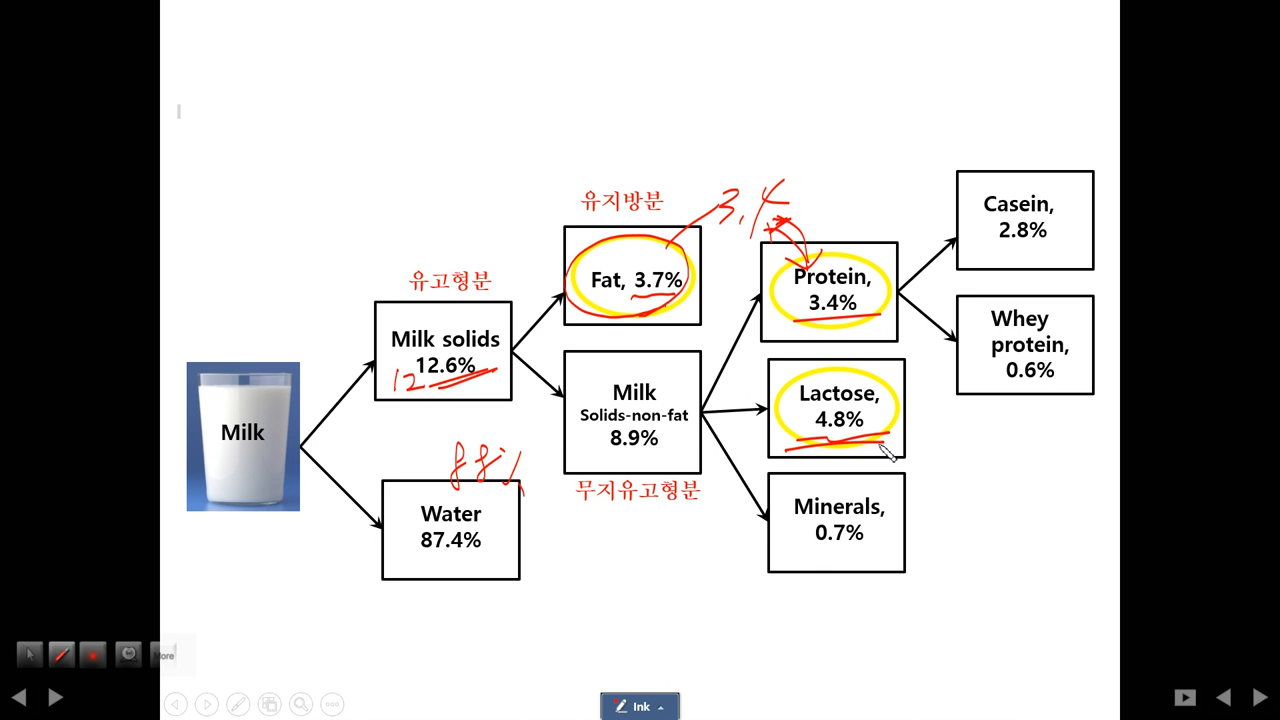 유지방분
3.4
Casein,
2.8%
Fat, 3.7%
Protein,
3.4%
유고형분
Milk solids
12.6%
12
Whey
protein,
0.6%
Milk
Milk
Solids-non-fat
8.9%
Lactose,
4.8%
88%
무지유고형분
Water
87.4%
Minerals,
0.7%
More
Ink